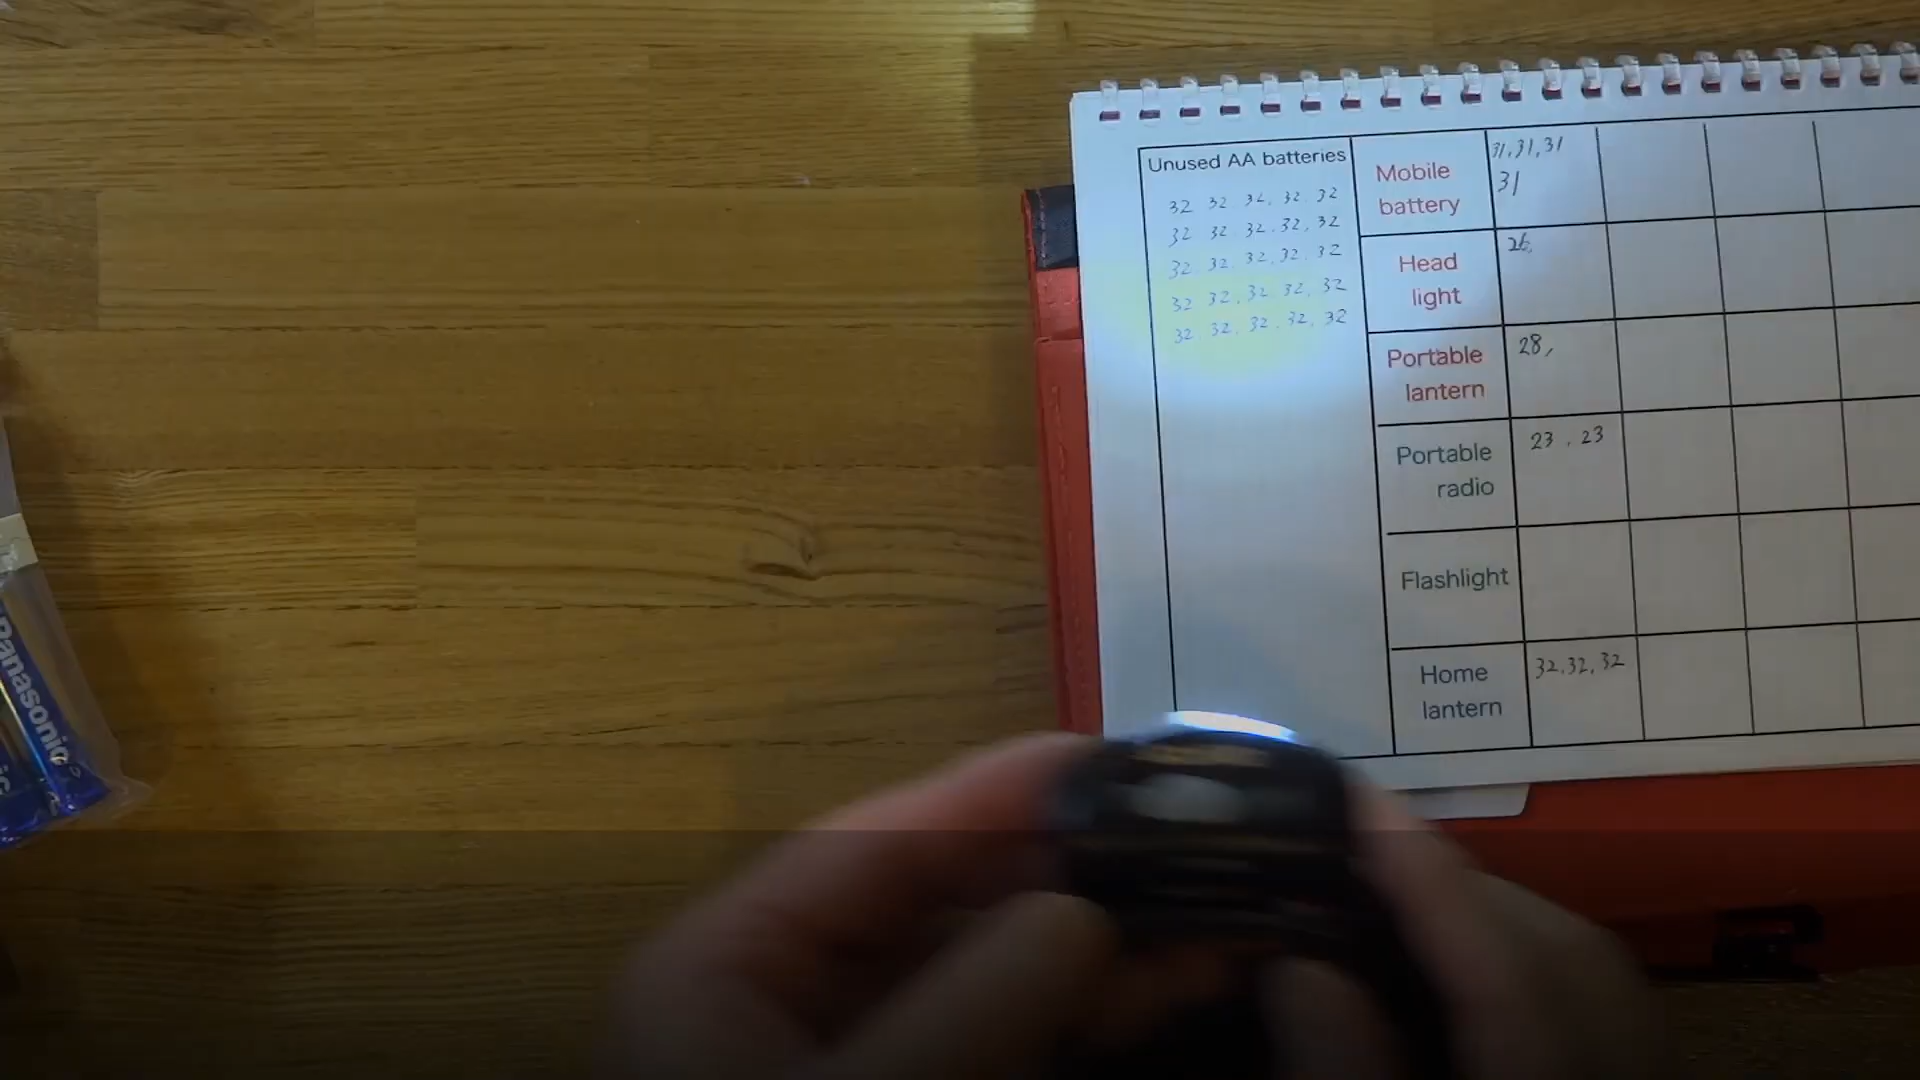 Unused AA batteries
32 32 32, 32, 32
32 32 32. 32, 32
32. 32. 32, 32. 32
32 32, 32 32, 32
32. 32. 32. 32, 32
Mobile
battery
31, 31, 31
31
Head
light
26,
Portable
lantern
28,
Portable
radio
23, 23
Flashlight
Home
lantern
32, 32, 32
Panasonic